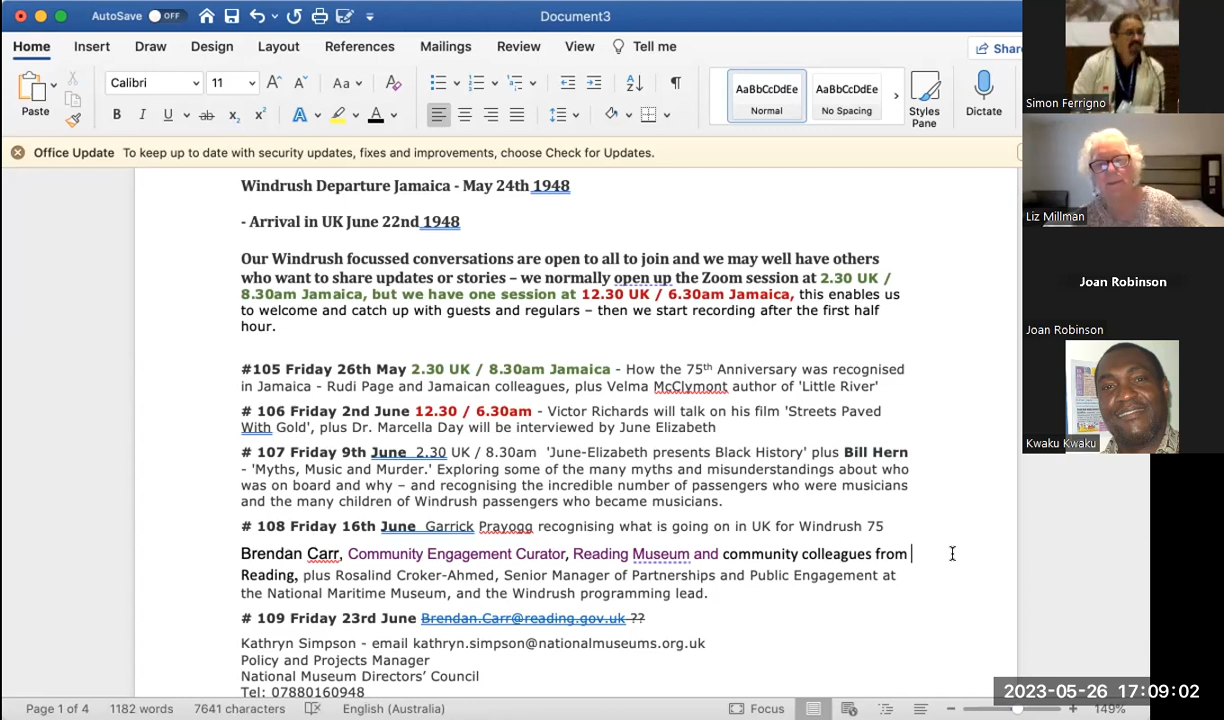 AutoSave OFF
Document3
Home Insert Draw Design Layout References Mailings Review View Tell me Shar
Paste
Calibri 11
AaBbCcDdEe Normal
AaBbCcDdEe No Spacing
Styles Pane
Dictate
Office Update To keep up to date with security updates, fixes and improvements, choose Check for Updates.
Windrush Departure Jamaica - May 24th 1948
- Arrival in UK June 22nd 1948
Our Windrush focussed conversations are open to all to join and we may well have others
who want to share updates or stories – we normally open up the Zoom session at 2.30 UK /
8.30am Jamaica, but we have one session at 12.30 UK / 6.30am Jamaica, this enables us
to welcome and catch up with guests and regulars – then we start recording after the first half
hour.
#105 Friday 26th May 2.30 UK / 8.30am Jamaica - How the 75th Anniversary was recognised
in Jamaica - Rudi Page and Jamaican colleagues, plus Velma McClymont author of 'Little River'
# 106 Friday 2nd June 12.30 / 6.30am - Victor Richards will talk on his film 'Streets Paved
With Gold', plus Dr. Marcella Day will be interviewed by June Elizabeth
# 107 Friday 9th June 2.30 UK / 8.30am 'June-Elizabeth presents Black History' plus Bill Hern
- 'Myths, Music and Murder.' Exploring some of the many myths and misunderstandings about who
was on board and why – and recognising the incredible number of passengers who were musicians
and the many children of Windrush passengers who became musicians.
# 108 Friday 16th June Garrick Prayogg recognising what is going on in UK for Windrush 75
Brendan Carr, Community Engagement Curator, Reading Museum and community colleagues from
Reading, plus Rosalind Croker-Ahmed, Senior Manager of Partnerships and Public Engagement at
the National Maritime Museum, and the Windrush programming lead.
# 109 Friday 23rd June Brendan.Carr@reading.gov.uk ??
Kathryn Simpson - email kathryn.simpson@nationalmuseums.org.uk
Policy and Projects Manager
National Museum Directors' Council
Tel: 07880160948
Page 1 of 4 1182 words 7641 characters English (Australia) Focus 149%
Simon Ferrigno
Liz Millman
Joan Robinson
Joan Robinson
Kwaku Kwaku
2023-05-26 17:09:02